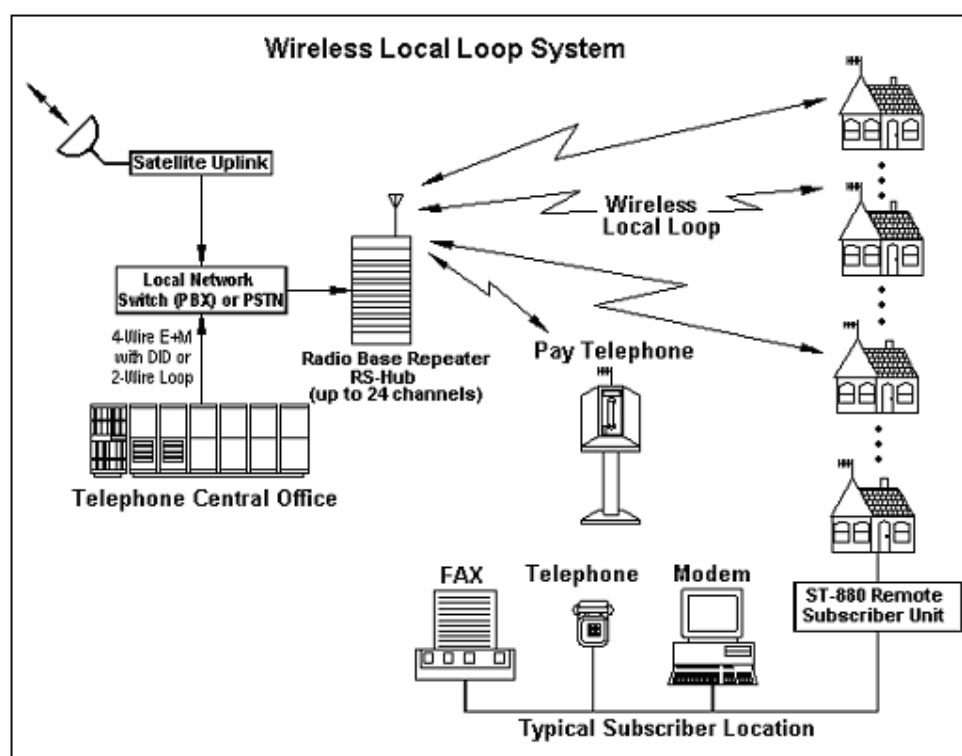 Wireless Local Loop System
Satellite Uplink
Wireless
Local Loop
Local Network
Switch (PBX) or PSTN
4-Wire E+M
with DID or
2-Wire Loop
Radio Base Repeater
RS-Hub
(up to 24 channels)
Pay Telephone
Telephone Central Office
FAX
Telephone
Modem
ST-880 Remote
Subscriber Unit
Typical Subscriber Location